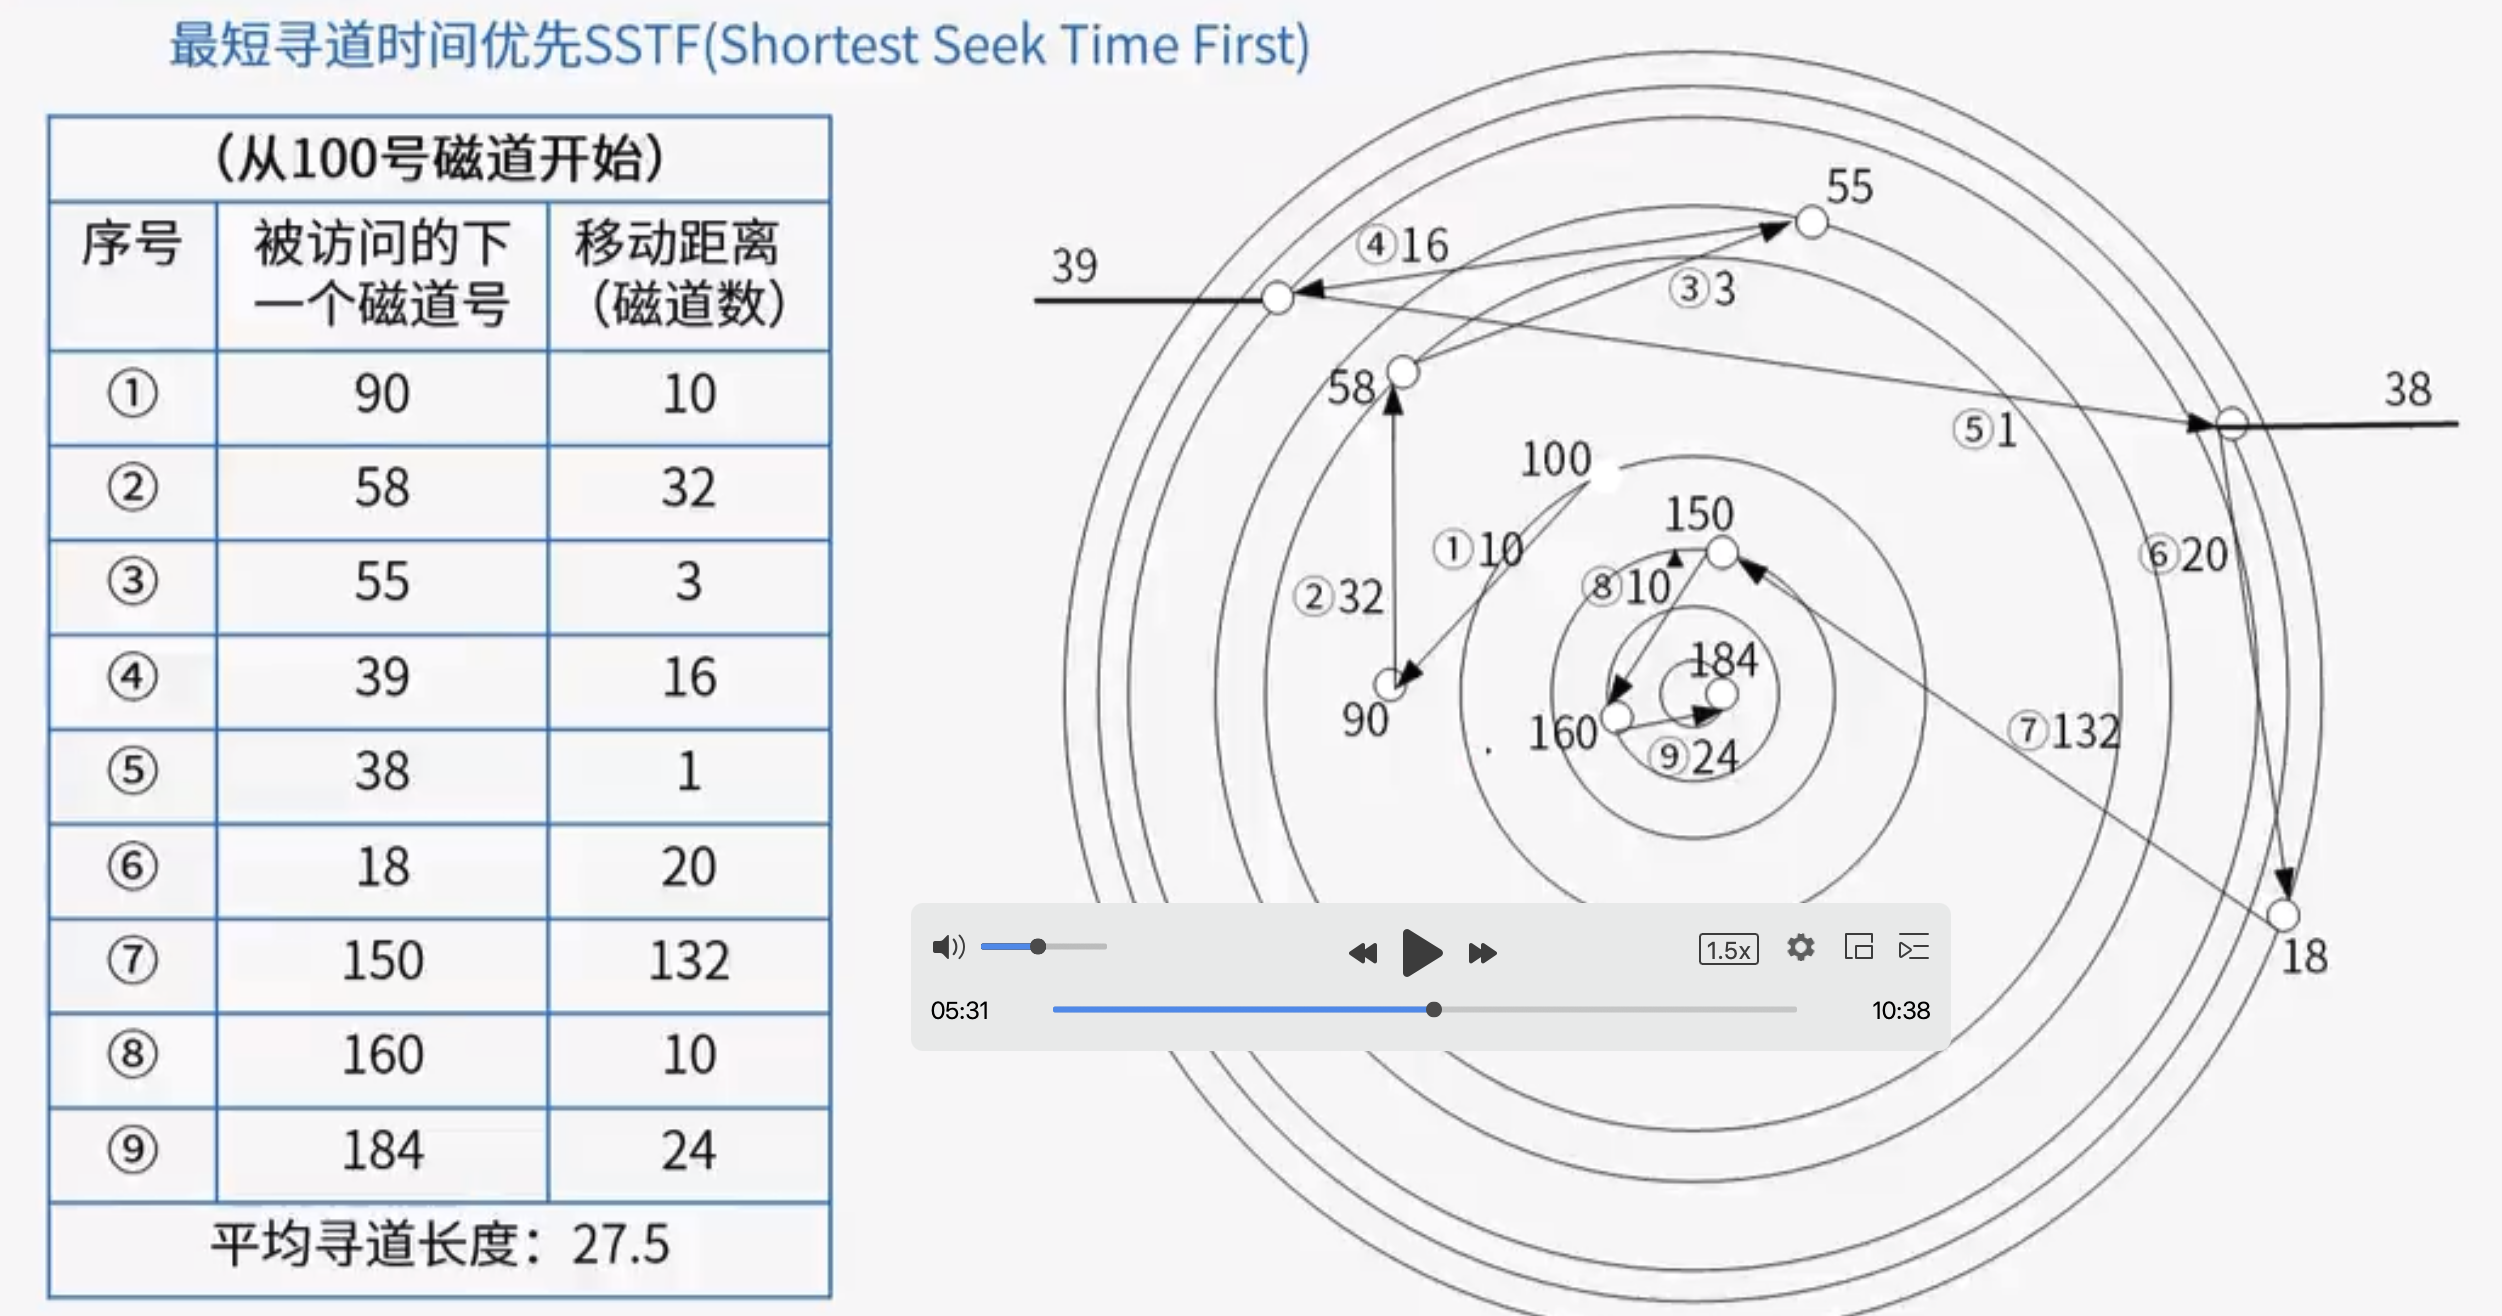 最短寻道时间优先SSTF(Shortest Seek Time First)
（从100号磁道开始）
序号 被访问的下一个磁道号 移动距离（磁道数）
① 90 10
② 58 32
③ 55 3
④ 39 16
⑤ 38 1
⑥ 18 20
⑦ 150 132
⑧ 160 10
⑨ 184 24
平均寻道长度：27.5
55
④16
39
③3
58
38
⑤1
100
150
①10
⑥20
⑧10
②32
184
90
160
⑦132
⑨24
18
1.5x
05:31
10:38